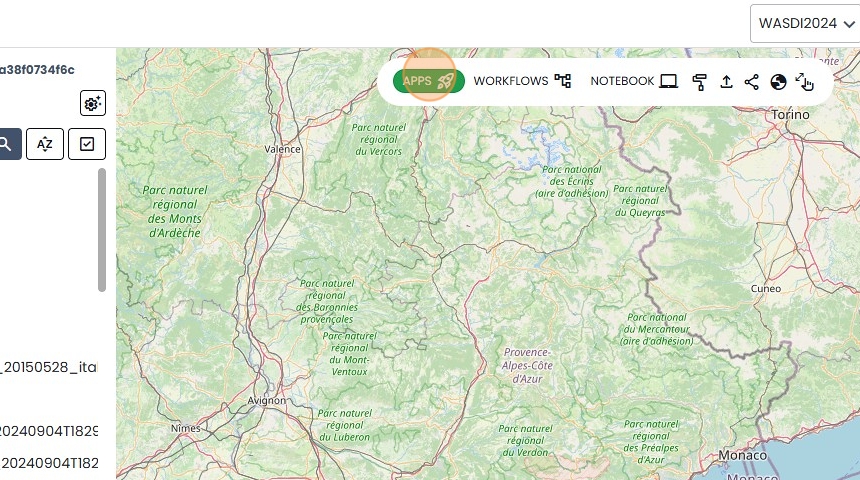 WASDI2024
a38f0734f6c
APPS
WORKFLOWS
NOTEBOOK
AZ
Torino
Valence
Parc naturel
régional
du Vercors
Parc national
des Écrins
(aire d'adhésion)
Parc naturel
régional
du Queyras
Parc naturel
régional
des Monts
d'Ardèche
Cuneo
Parc naturel
régional
des Baronnies
provençales
Parc national
du Mercantour
(aire d'adhésion)
Parc naturel
régional
du Mont-
Ventoux
Provence-
Alpes-Côte
d'Azur
_20150528_ital
Avignon
Parc naturel
régional
du Luberon
Nîmes
Parc naturel
régional
du Verdon
Parc naturel
régional
des Préalpes
d'Azur
20240904T1829
20240904T182
Monaco
Monaco